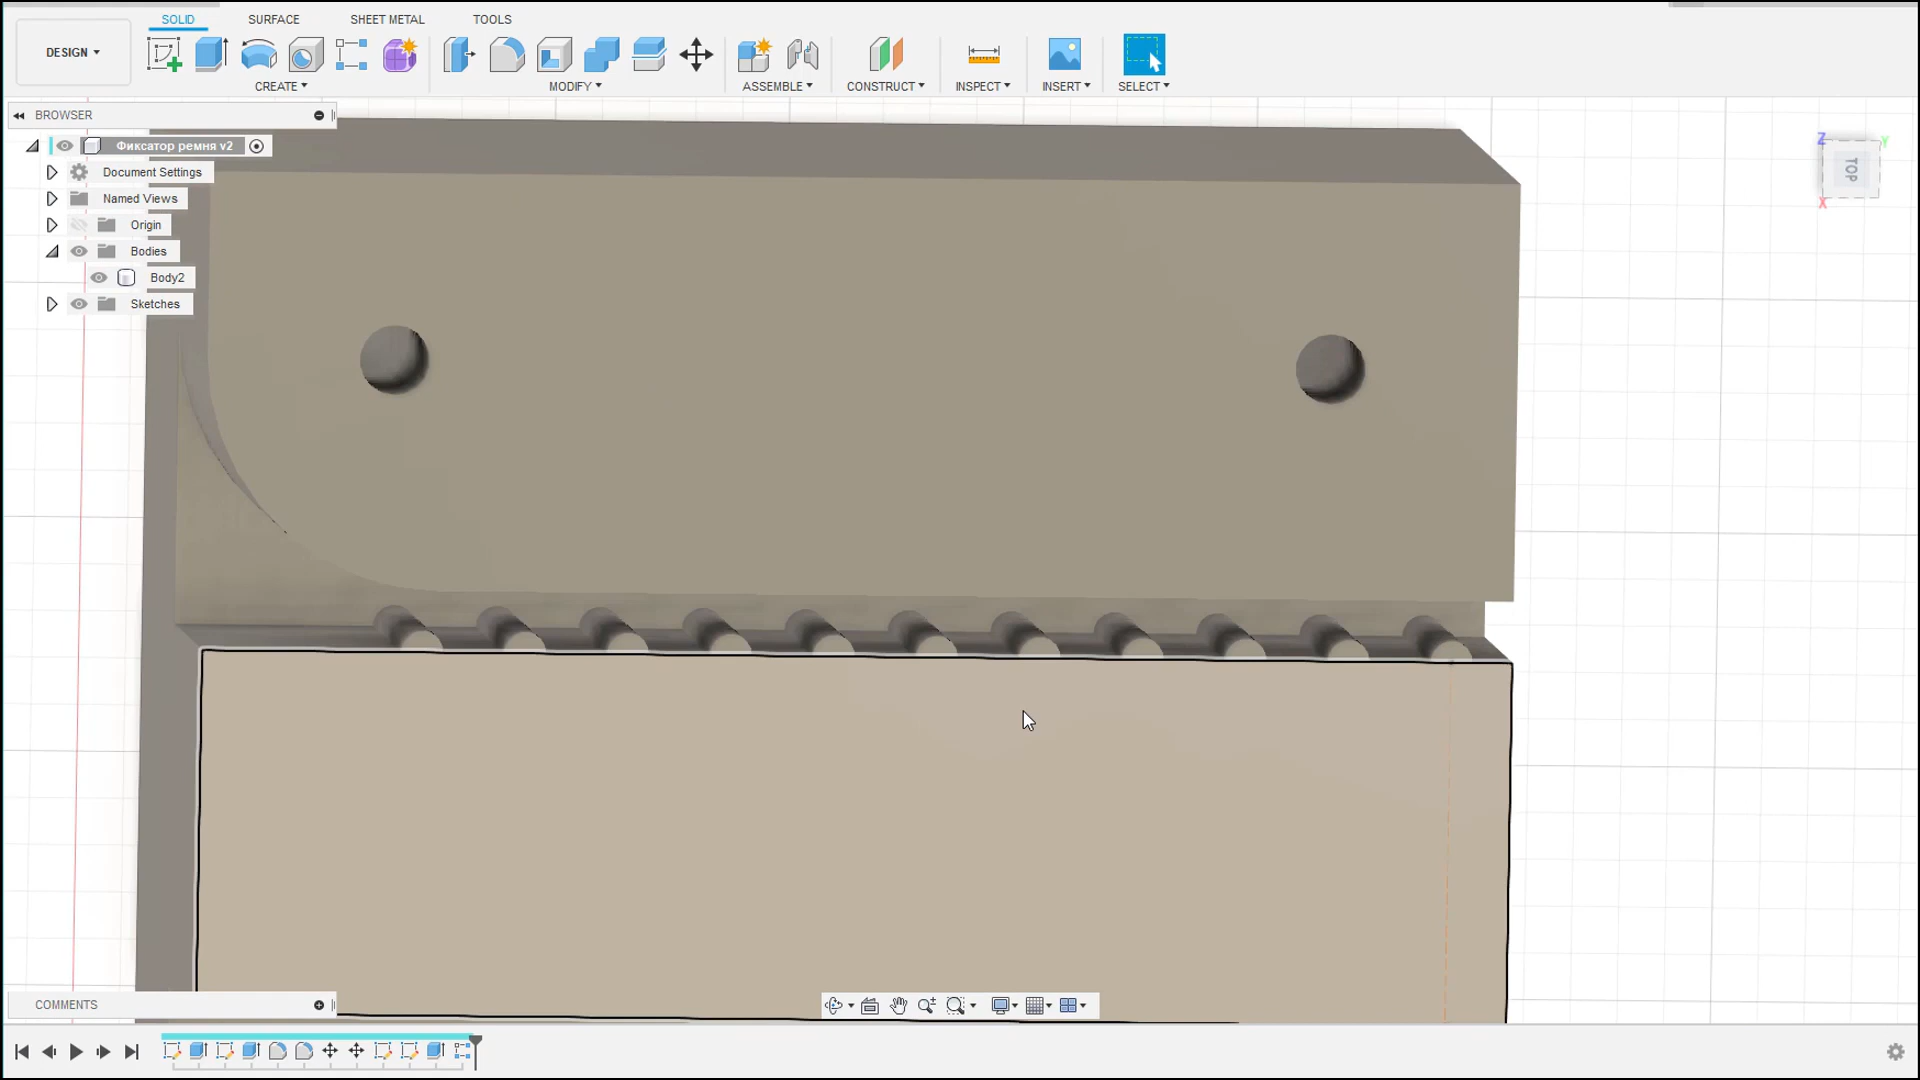 SOLID SURFACE SHEET METAL TOOLS
DESIGN
CREATE MODIFY ASSEMBLE CONSTRUCT INSPECT INSERT SELECT
BROWSER
Фиксатор ремня v2
Document Settings
Named Views
Origin
Bodies
Body2
Sketches
Z
Y
TOP
X
COMMENTS